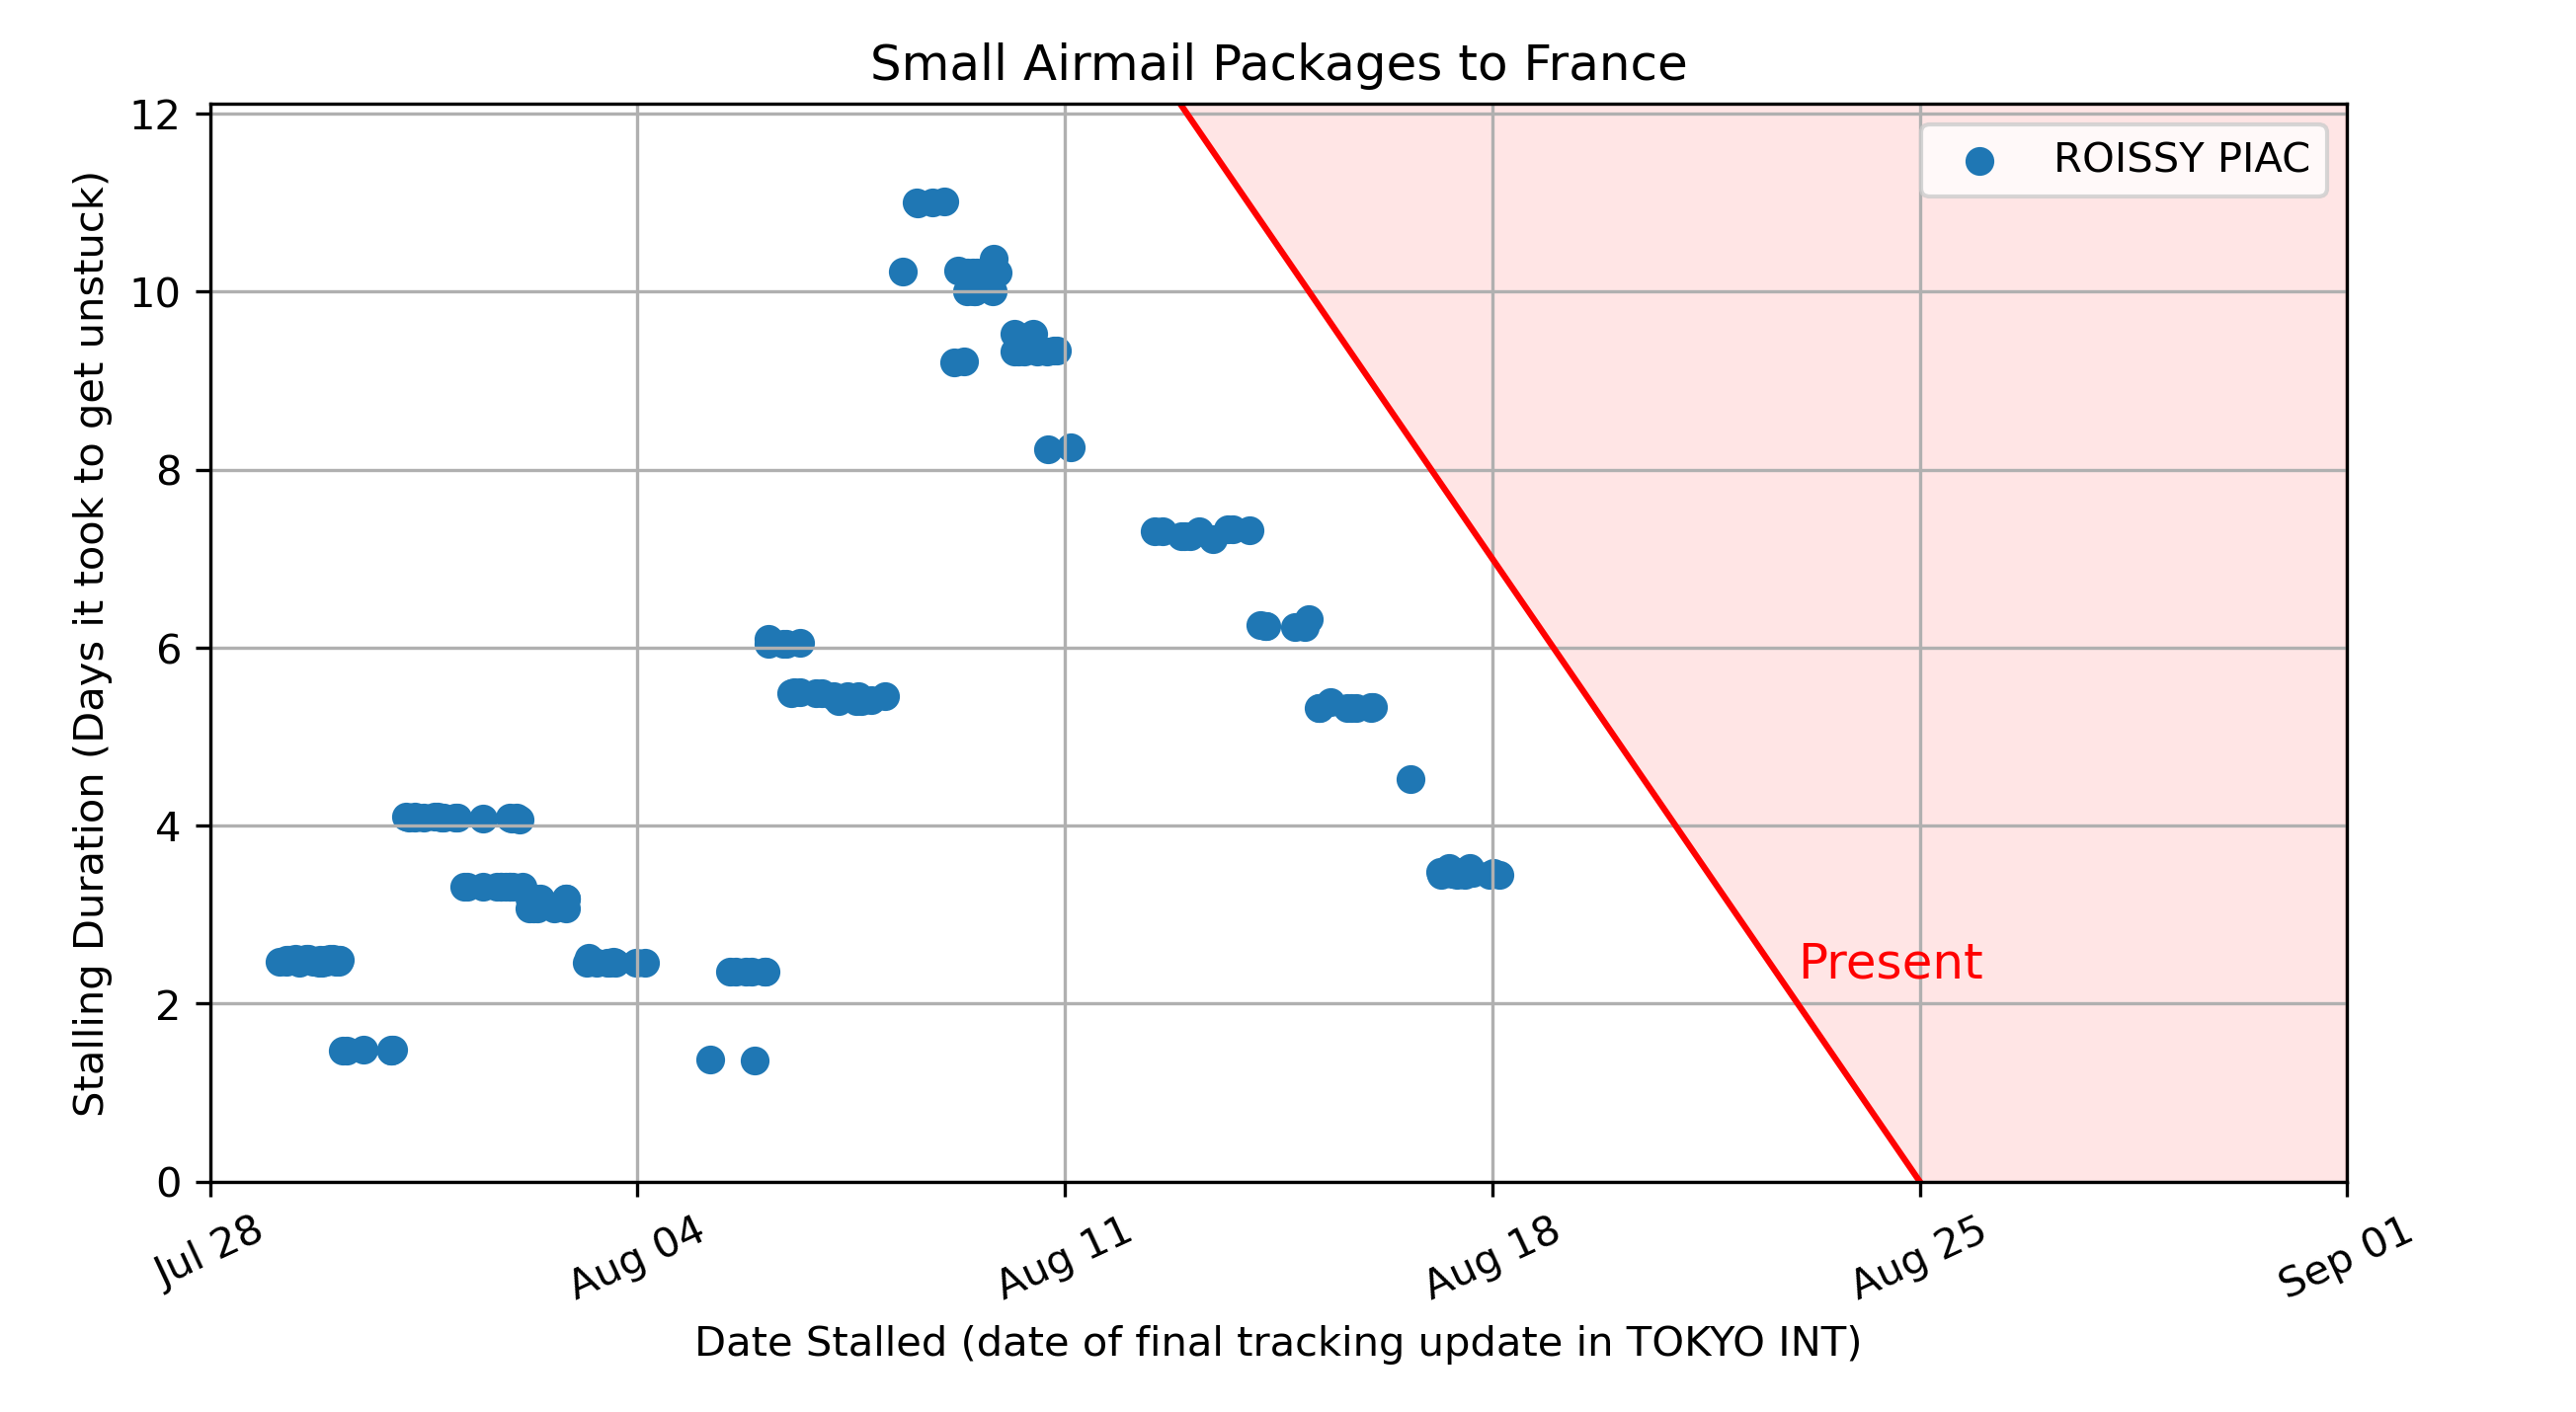 Small Airmail Packages to France
Stalling Duration (Days it took to get unstuck)
12
10
8
6
4
2
0
ROISSY PIAC
Present
Jul 28
Aug 04
Aug 11
Aug 18
Aug 25
Sep 01
Date Stalled (date of final tracking update in TOKYO INT)